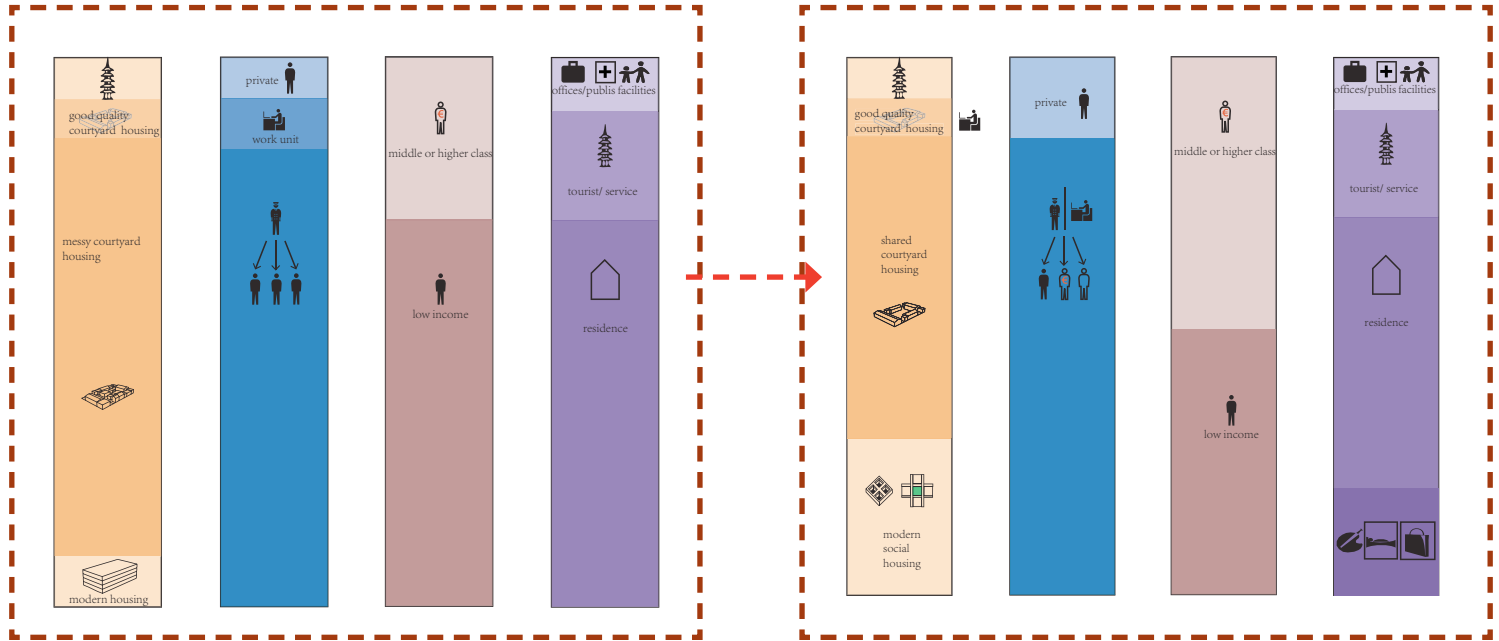 good quality
courtyard housing
messy courtyard
housing
modern housing
private
work unit
middle or higher class
€
low income
offices/publis facilities
tourist/ service
residence
good quality
courtyard housing
shared
courtyard
housing
modern
social
housing
private
middle or higher class
€
low income
offices/publis facilities
tourist/ service
residence